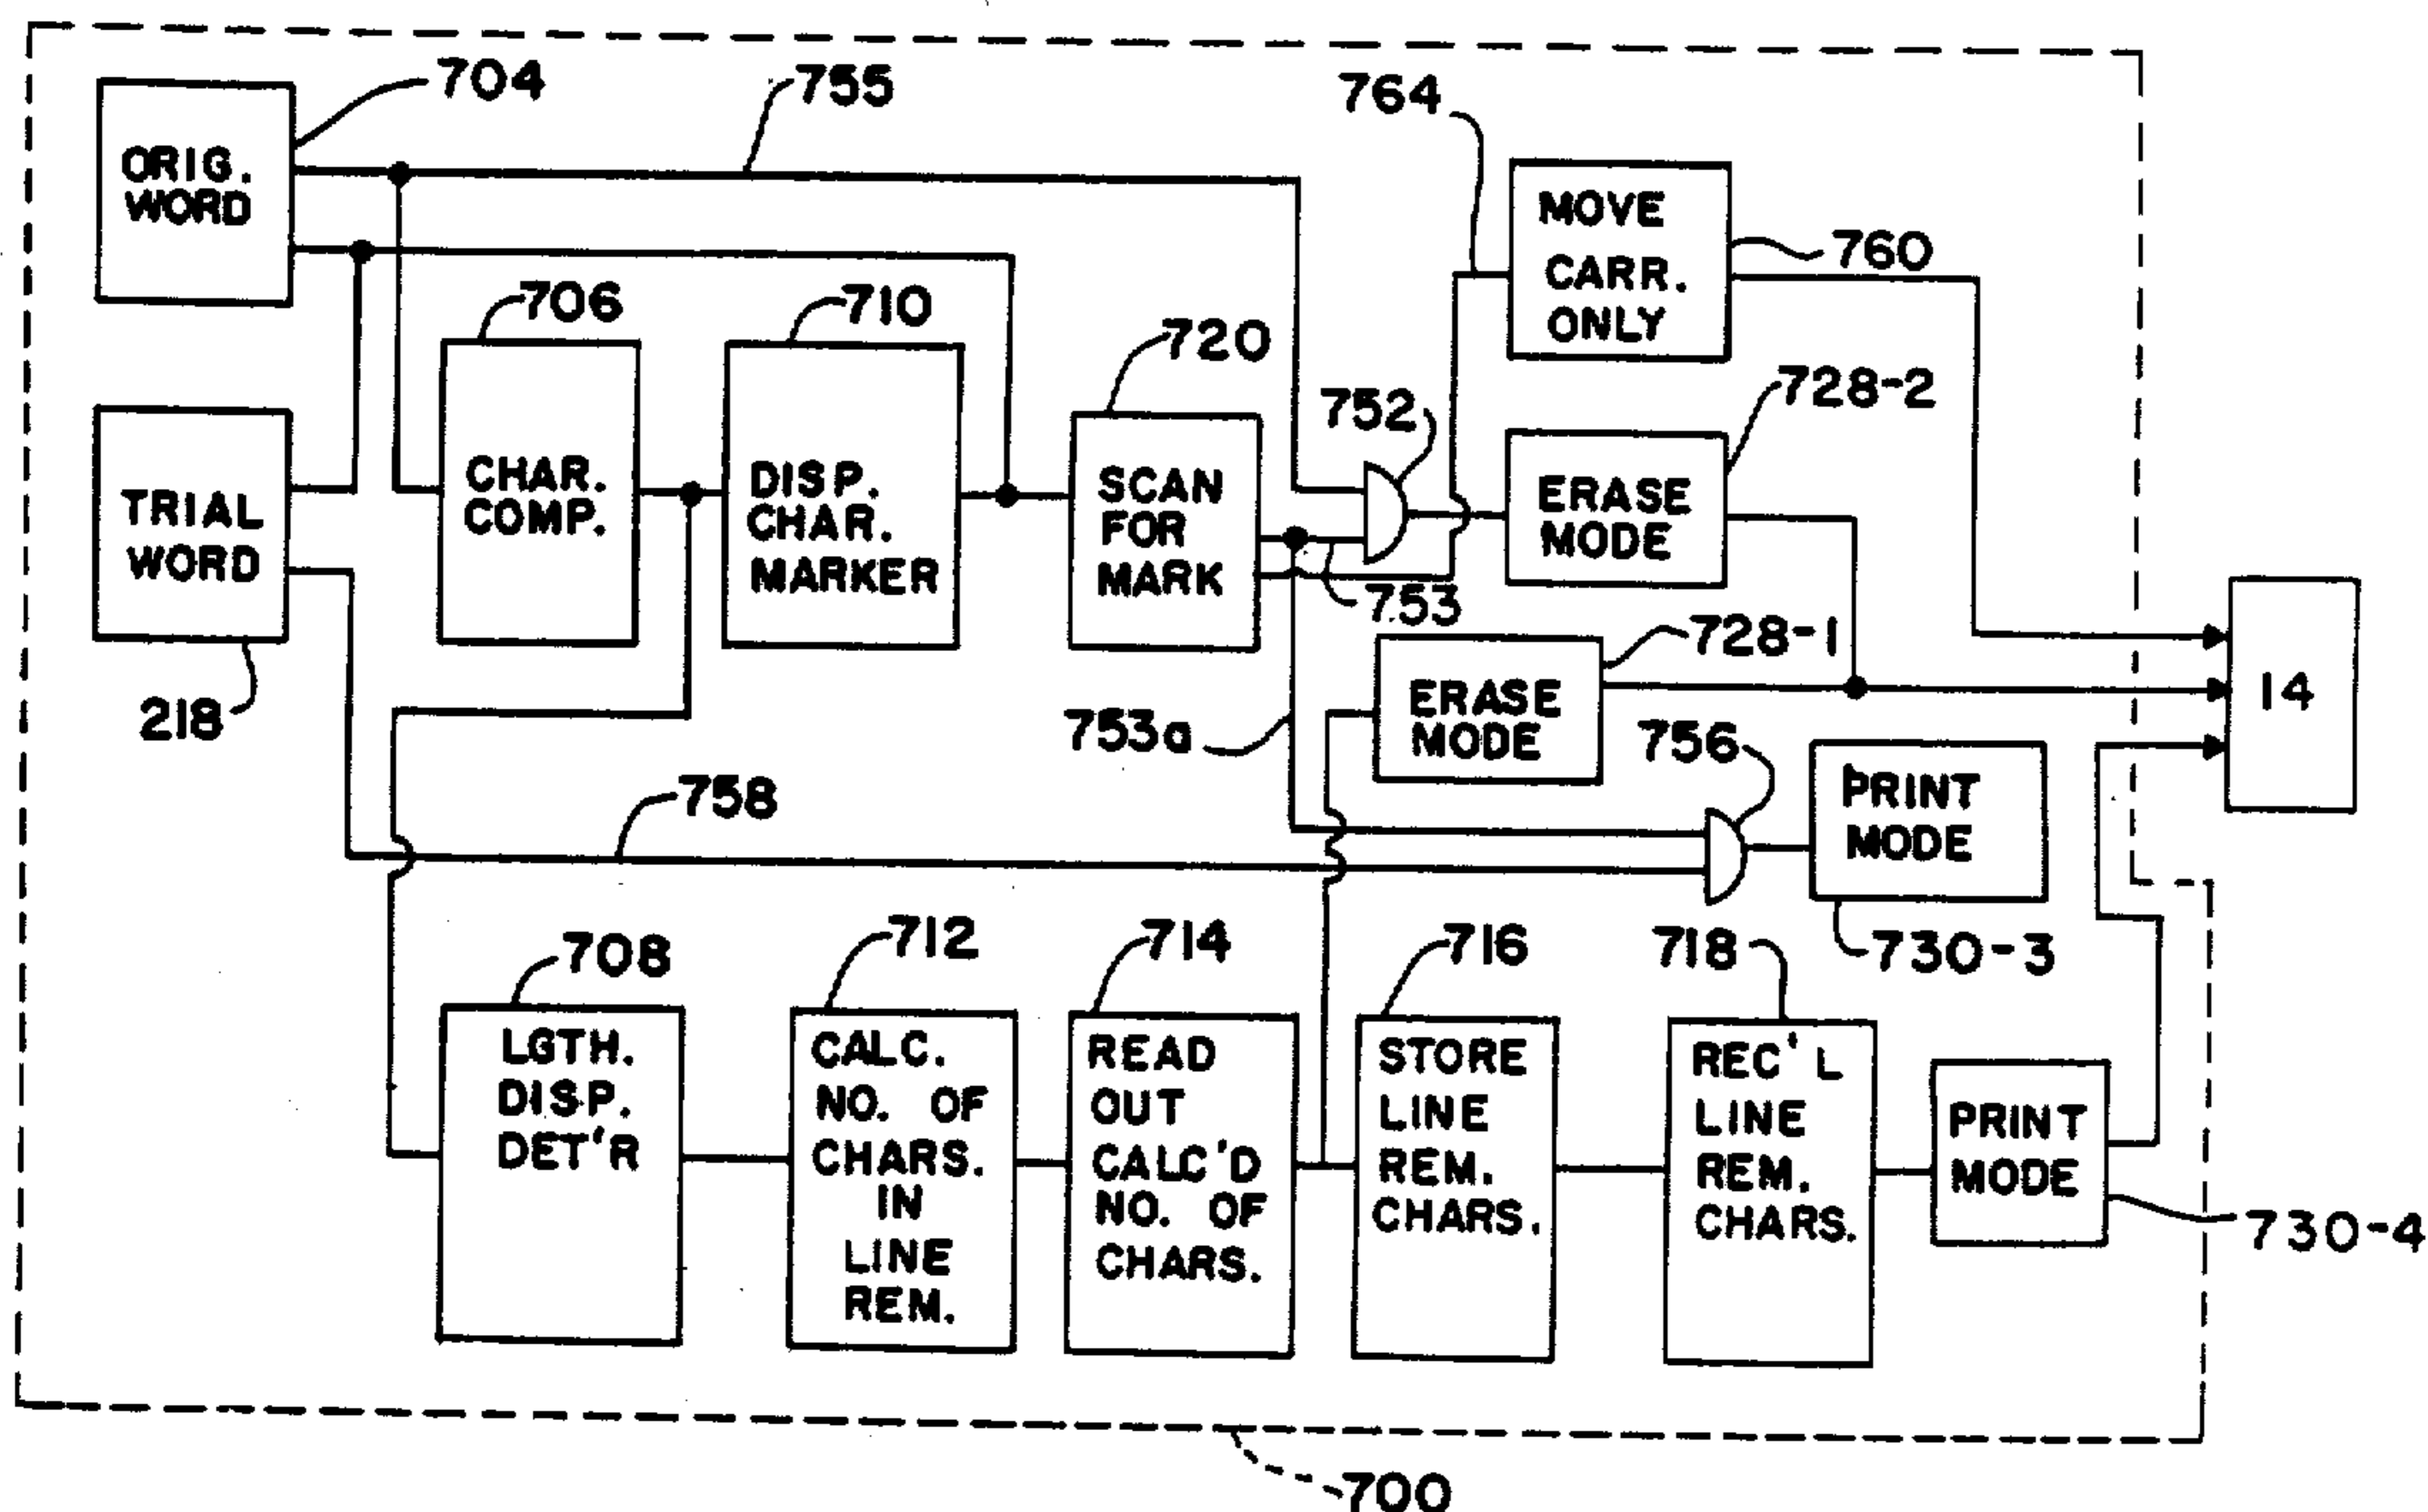 704
755
764
ORIG.
WORD
MOVE
CARR.
ONLY
760
706
710
720
728-2
752
TRIAL
WORD
CHAR.
COMP.
DISP.
CHAR.
MARKER
SCAN
FOR
MARK
ERASE
MODE
753
728-1
218
753a
ERASE
MODE
14
756
758
PRINT
MODE
730-3
708
712
714
716
718
LGTH.
DISP.
DET'R
CALC.
NO. OF
CHARS.
IN
LINE
REM.
READ
OUT
CALC'D
NO. OF
CHARS.
STORE
LINE
REM.
CHARS.
REC'L
LINE
REM.
CHARS.
PRINT
MODE
730-4
700